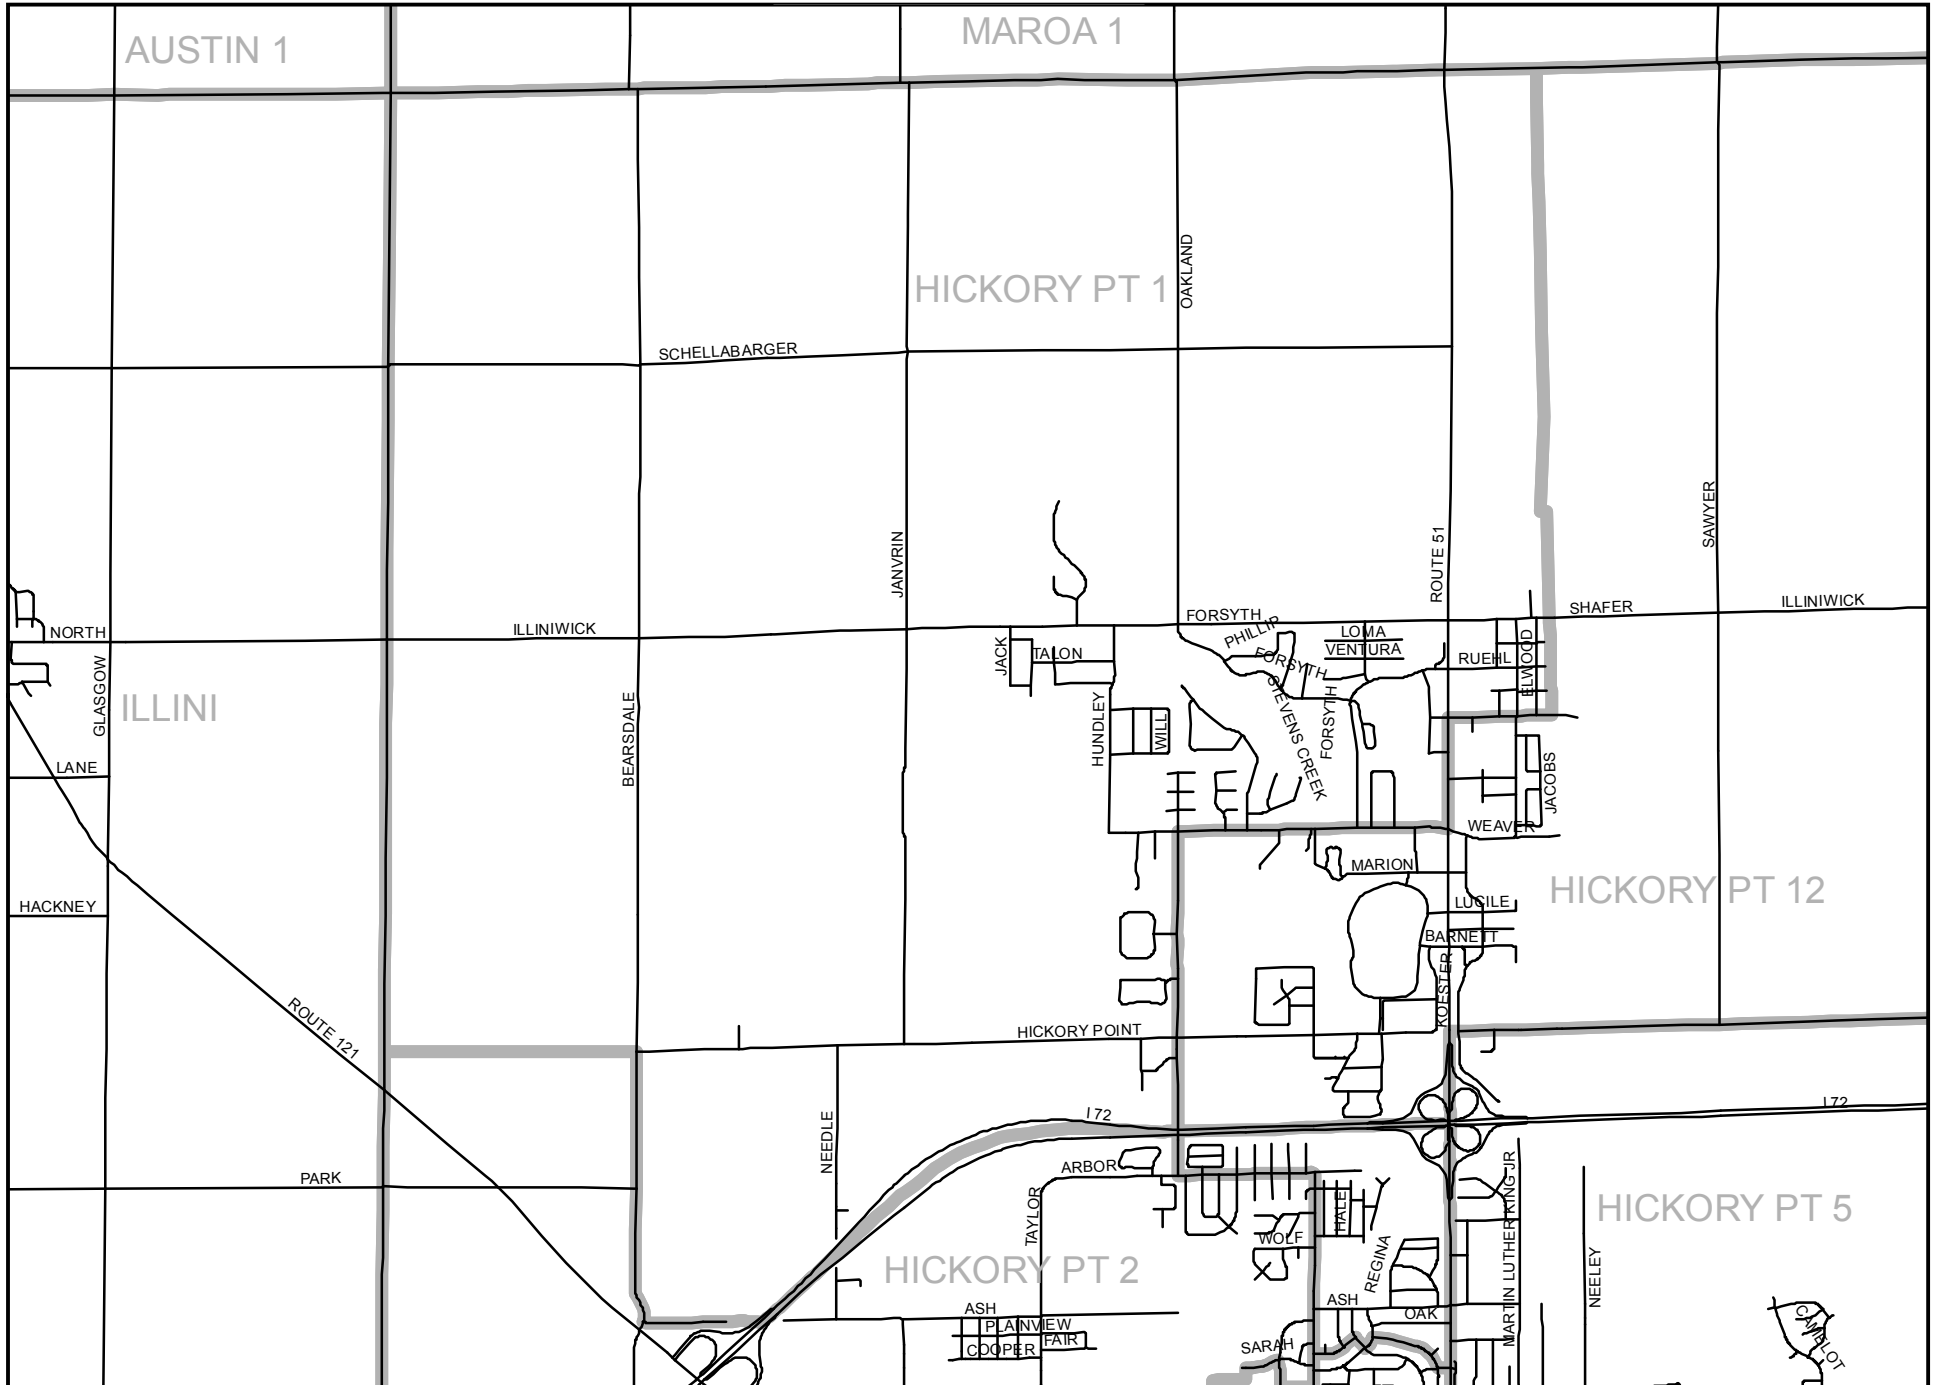 AUSTIN 1
MAROA 1
HICKORY PT 1
OAKLAND
SCHELLABARGER
SAWYER
ROUTE 51
JANVRIN
ILLINIWICK
SHAFER
FORSYTH
ILLINIWICK
NORTH
PHILLIP
LOMA
VENTURA
JACK
TALON
FORSYTH
RUEHL
ELWOOD
GLASGOW
ILLINI
BEARSDALE
HUNDLEY
WILL
STEVENS CREEK
FORSYTH
LANE
JACOBS
WEAVER
MARION
HICKORY PT 12
LUCILE
HACKNEY
BARNETT
KOESTER
ROUTE 121
HICKORY POINT
I 72
I 72
NEEDLE
ARBOR
PARK
TAYLOR
HALE
MARTIN LUTHER KING JR
HICKORY PT 5
WOLF
REGINA
HICKORY PT 2
NEELEY
ASH
ASH
OAK
PLAINVIEW
FAIR
COOPER
SARAH
CAMELOT